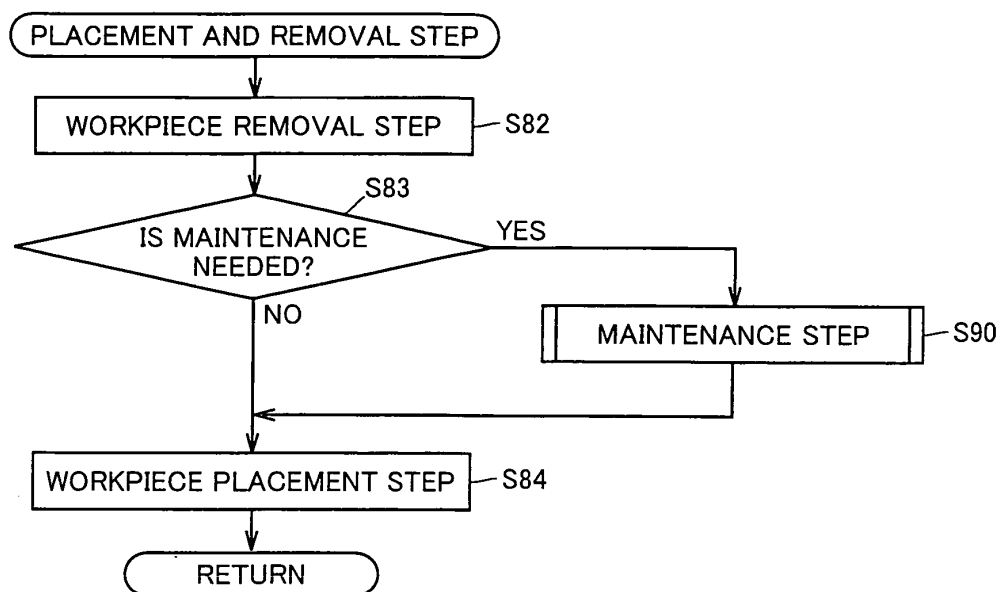 PLACEMENT AND REMOVAL STEP
WORKPIECE REMOVAL STEP
S82
S83
IS MAINTENANCE
NEEDED?
YES
NO
MAINTENANCE STEP
S90
WORKPIECE PLACEMENT STEP
S84
RETURN